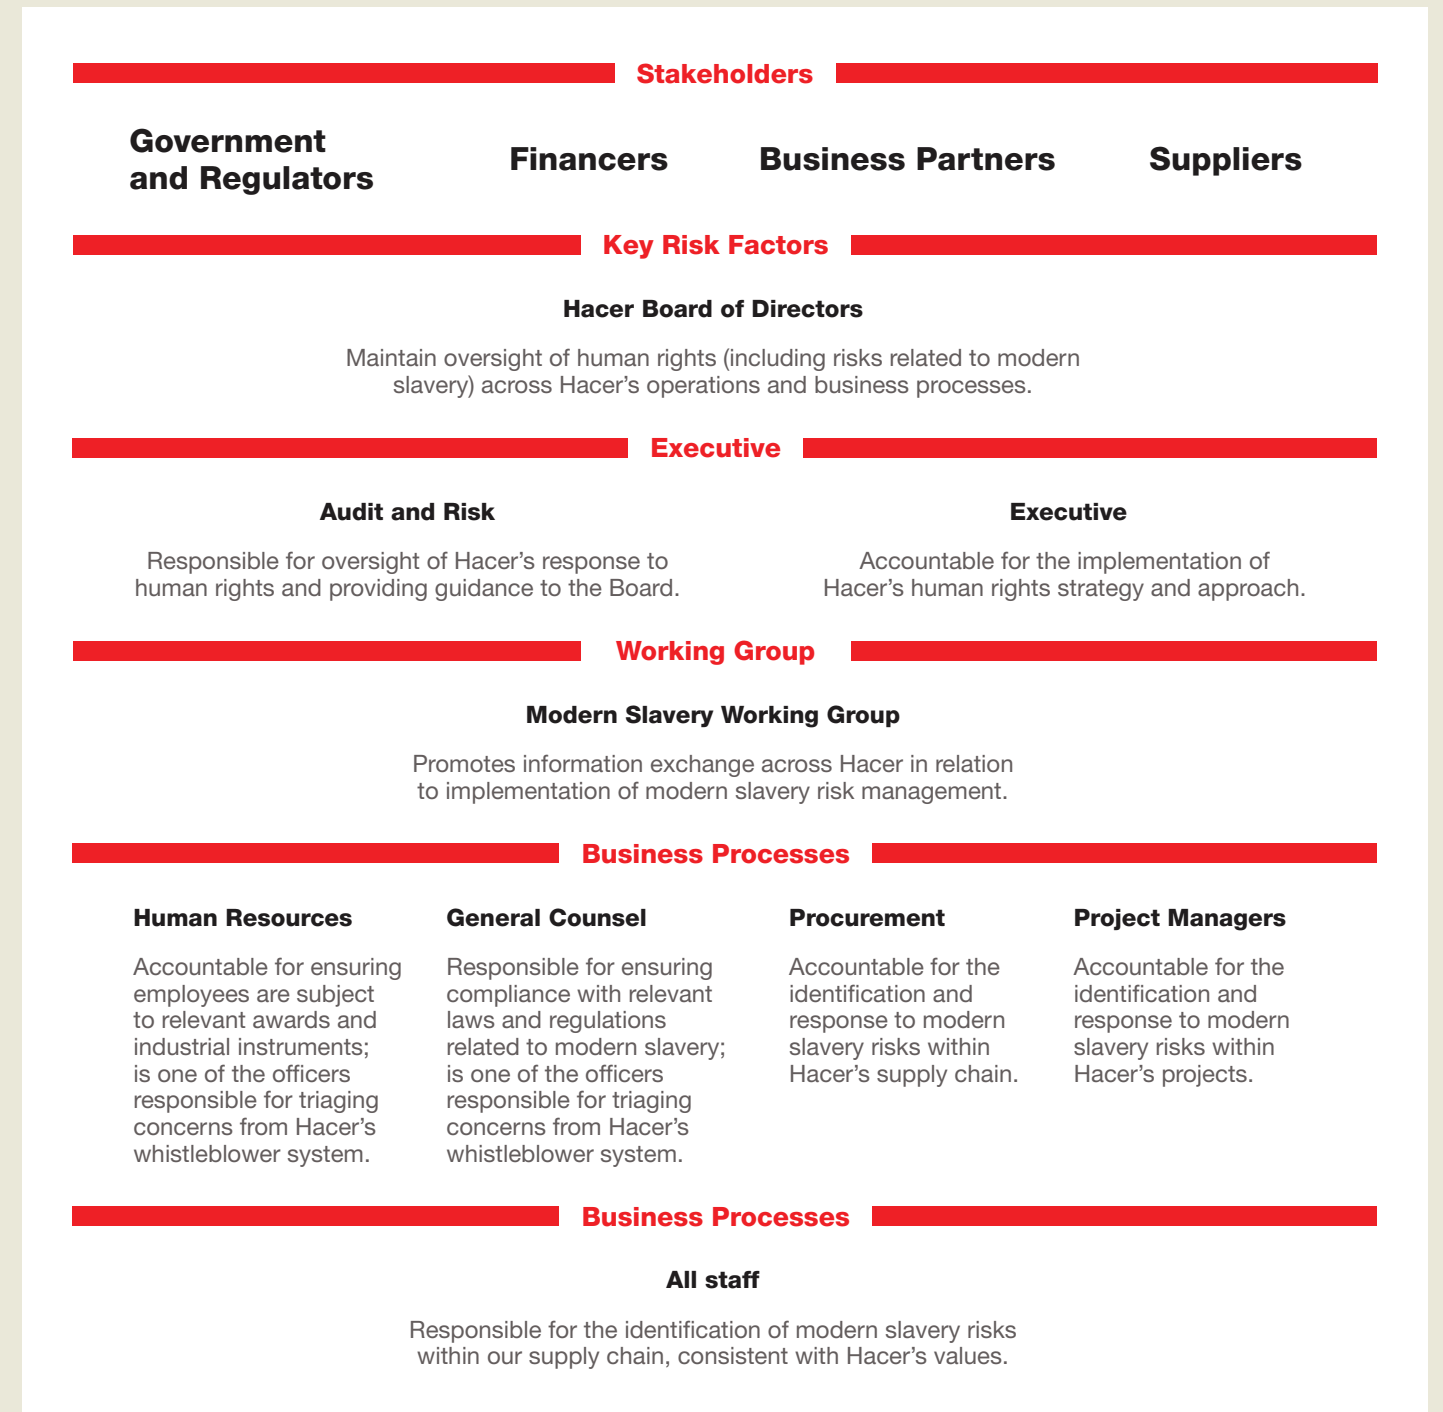 Stakeholders
Government
and Regulators
Financers
Business Partners
Suppliers
Key Risk Factors
Hacer Board of Directors
Maintain oversight of human rights (including risks related to modern
slavery) across Hacer’s operations and business processes.
Executive
Audit and Risk
Responsible for oversight of Hacer’s response to
human rights and providing guidance to the Board.
Executive
Accountable for the implementation of
Hacer’s human rights strategy and approach.
Working Group
Modern Slavery Working Group
Promotes information exchange across Hacer in relation
to implementation of modern slavery risk management.
Business Processes
Human Resources
Accountable for ensuring
employees are subject
to relevant awards and
industrial instruments;
is one of the officers
responsible for triaging
concerns from Hacer’s
whistleblower system.
General Counsel
Responsible for ensuring
compliance with relevant
laws and regulations
related to modern slavery;
is one of the officers
responsible for triaging
concerns from Hacer’s
whistleblower system.
Procurement
Accountable for the
identification and
response to modern
slavery risks within
Hacer’s supply chain.
Project Managers
Accountable for the
identification and
response to modern
slavery risks within
Hacer’s projects.
Business Processes
All staff
Responsible for the identification of modern slavery risks
within our supply chain, consistent with Hacer’s values.